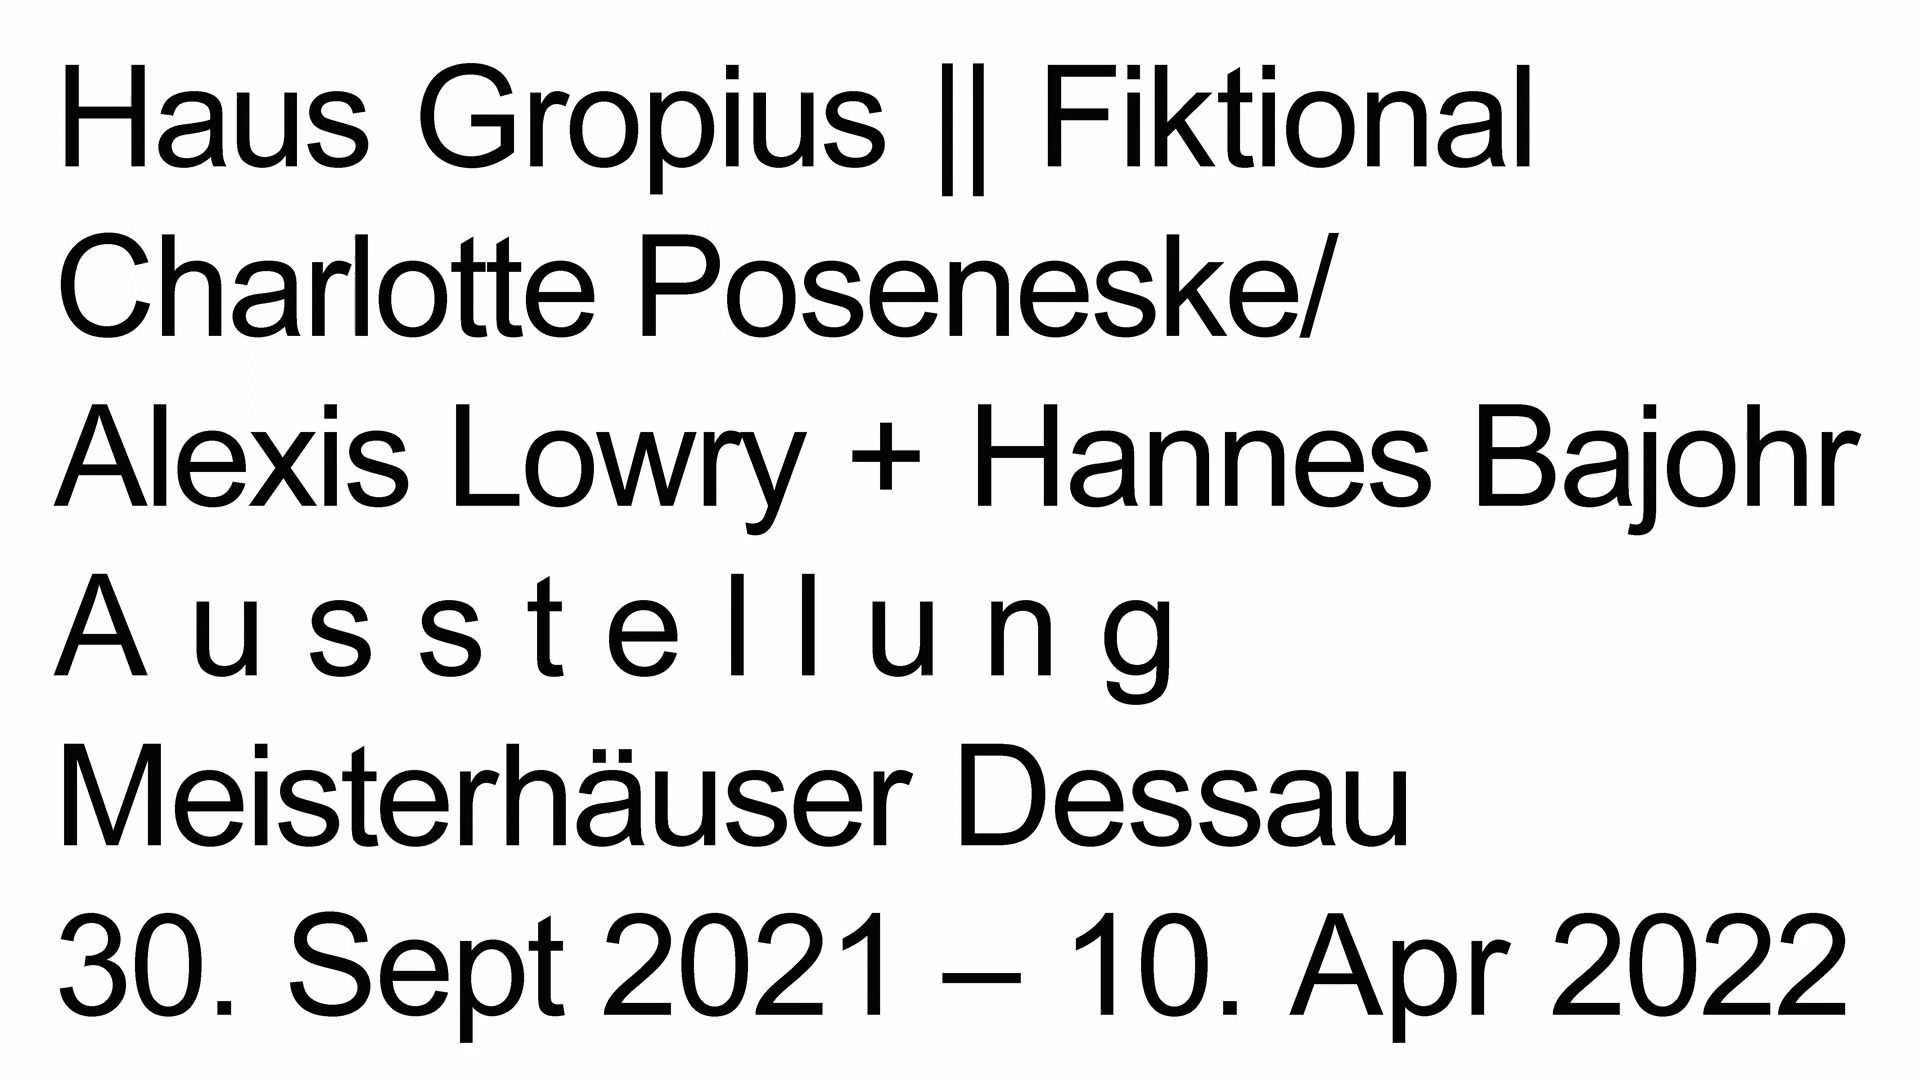 Haus Gropius || Fiktional
Charlotte Poseneske/
Alexis Lowry + Hannes Bajohr
A u s s t e l l u n g
Meisterhäuser Dessau
30. Sept 2021 – 10. Apr 2022